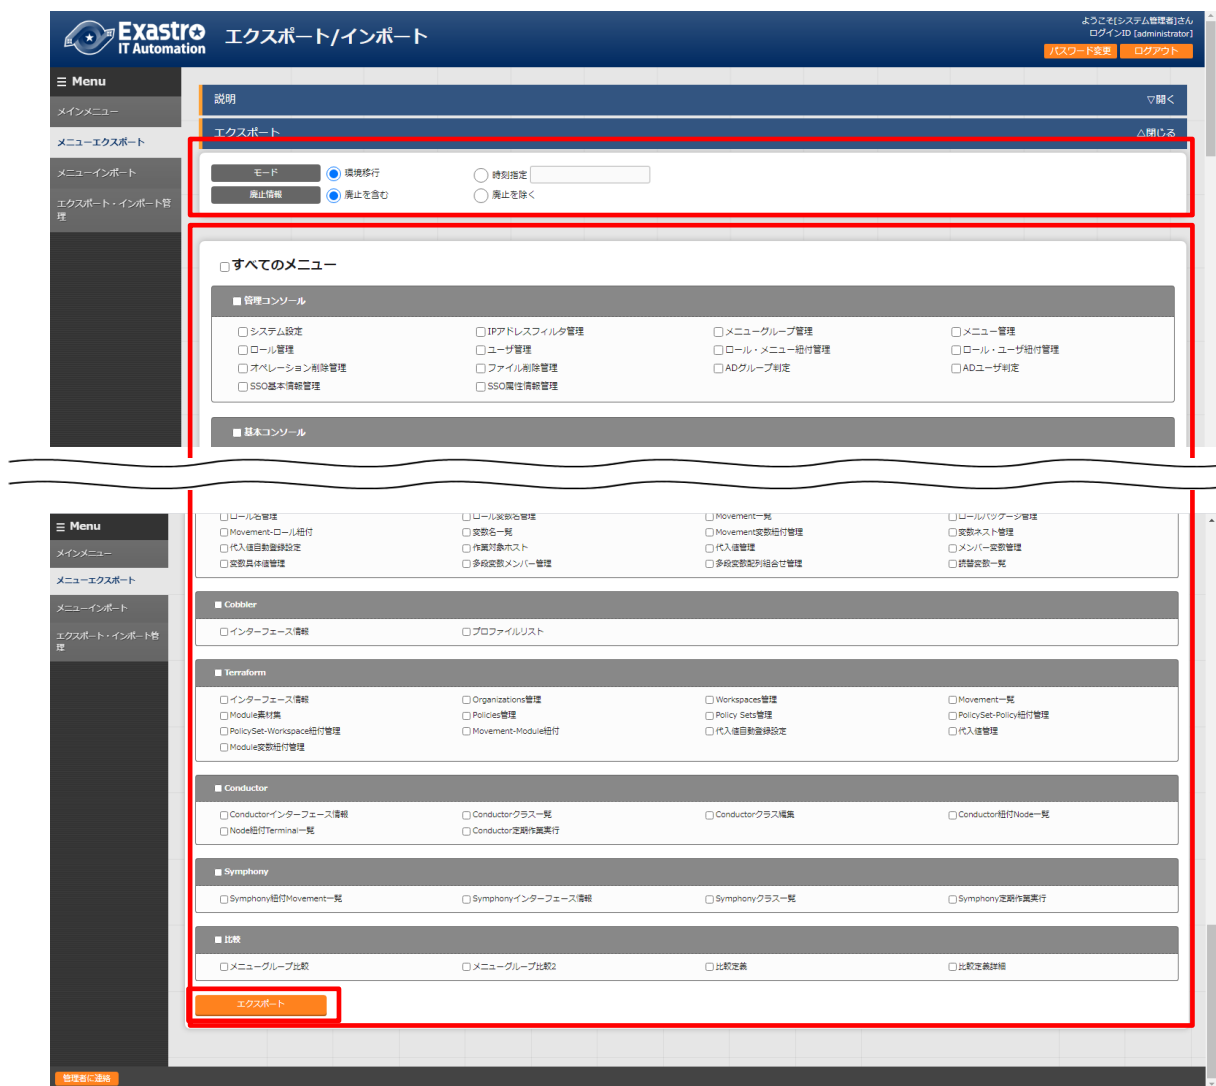 Exastro
IT Automation
エクスポート/インポート
ようこそ[システム管理者]さん
ログインID [administrator]
パスワード変更 ログアウト
☰ Menu
メインメニュー
メニューエクスポート
メニューインポート
エクスポート・インポート管
理
説明 ▽開く
エクスポート △閉じる
モード 環境移行 時刻指定
廃止情報 廃止を含む 廃止を除く
すべてのメニュー
■ 管理コンソール
システム設定 IPアドレスフィルタ管理 メニューグループ管理 メニュー管理
ロール管理 ユーザ管理 ロール・メニュー紐付管理 ロール・ユーザ紐付管理
オペレーション削除管理 ファイル削除管理 ADグループ判定 ADユーザ判定
SSO基本情報管理 SSO属性情報管理
■ 基本コンソール
☰ Menu
メインメニュー
メニューエクスポート
メニューインポート
エクスポート・インポート管
理
ロール名管理 ロール変数名管理 Movement一覧 ロールパッケージ管理
Movement-ロール紐付 変数名一覧 Movement変数紐付管理 変数ネスト管理
代入値自動登録設定 作業対象ホスト 代入値管理 メンバー変数管理
変数具体値管理 多段変数メンバー管理 多段変数配列組合せ管理 読替変数一覧
■ Cobbler
インターフェース情報 プロファイルリスト
■ Terraform
インターフェース情報 Organizations管理 Workspaces管理 Movement一覧
Module素材集 Policies管理 Policy Sets管理 PolicySet-Policy紐付管理
PolicySet-Workspace紐付管理 Movement-Module紐付 代入値自動登録設定 代入値管理
Module変数紐付管理
■ Conductor
Conductorインターフェース情報 Conductorクラス一覧 Conductorクラス編集 Conductor紐付Node一覧
Node紐付Terminal一覧 Conductor定期作業実行
■ Symphony
Symphony紐付Movement一覧 Symphonyインターフェース情報 Symphonyクラス一覧 Symphony定期作業実行
■ 比較
メニューグループ比較 メニューグループ比較2 比較定義 比較定義詳細
エクスポート
管理者に連絡